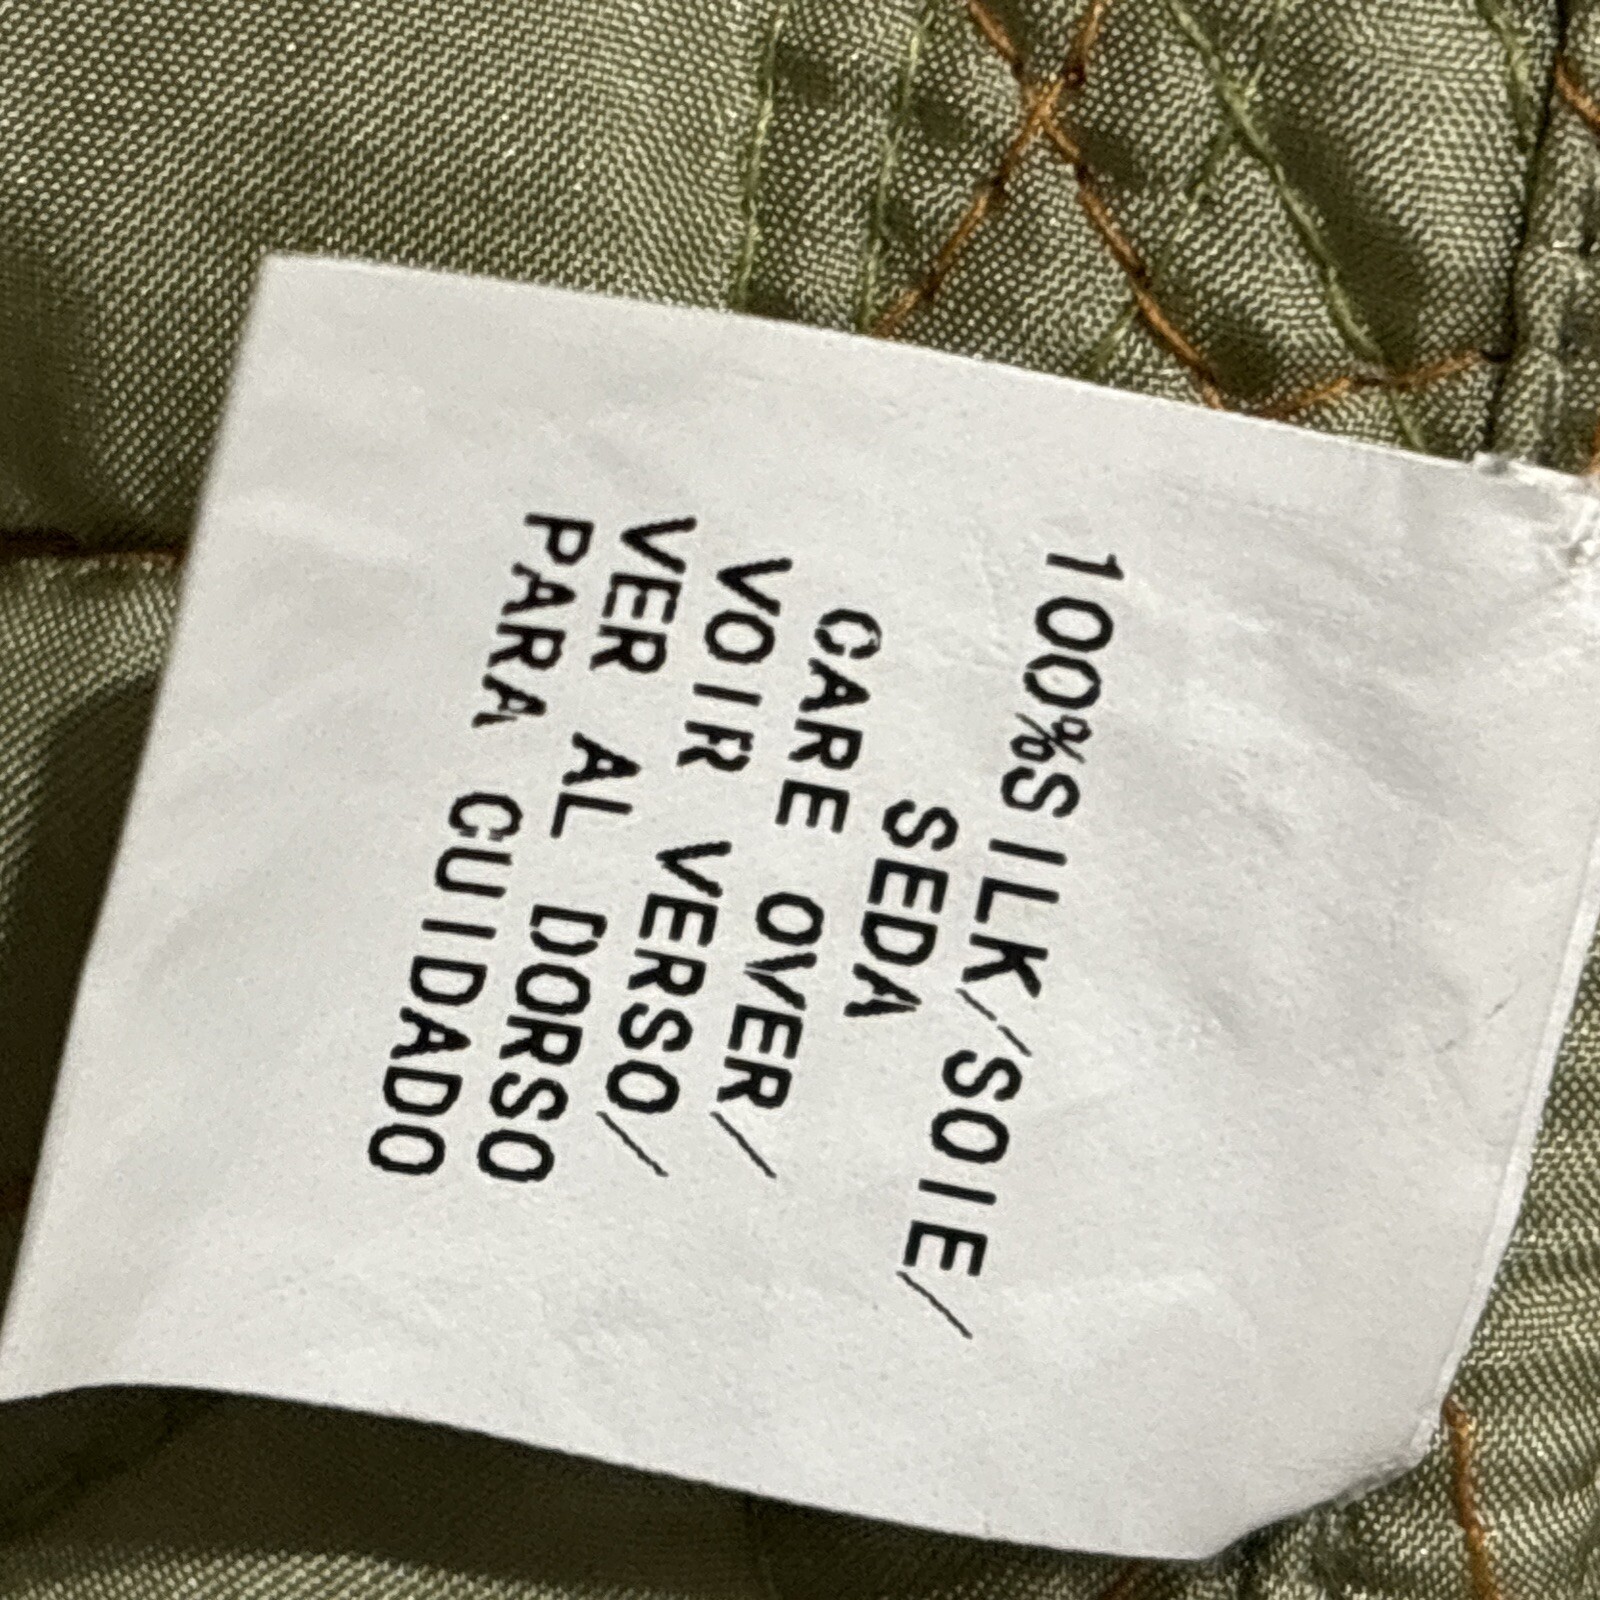 100%SILK/SOIE/
SEDA
CARE OVER/
VOIR VERSO/
VER AL DORSO
PARA CUIDADO